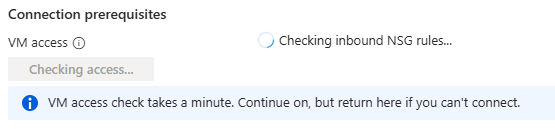 Connection prerequisites
VM access
Checking inbound NSG rules...
Checking access...
VM access check takes a minute. Continue on, but return here if you can't connect.